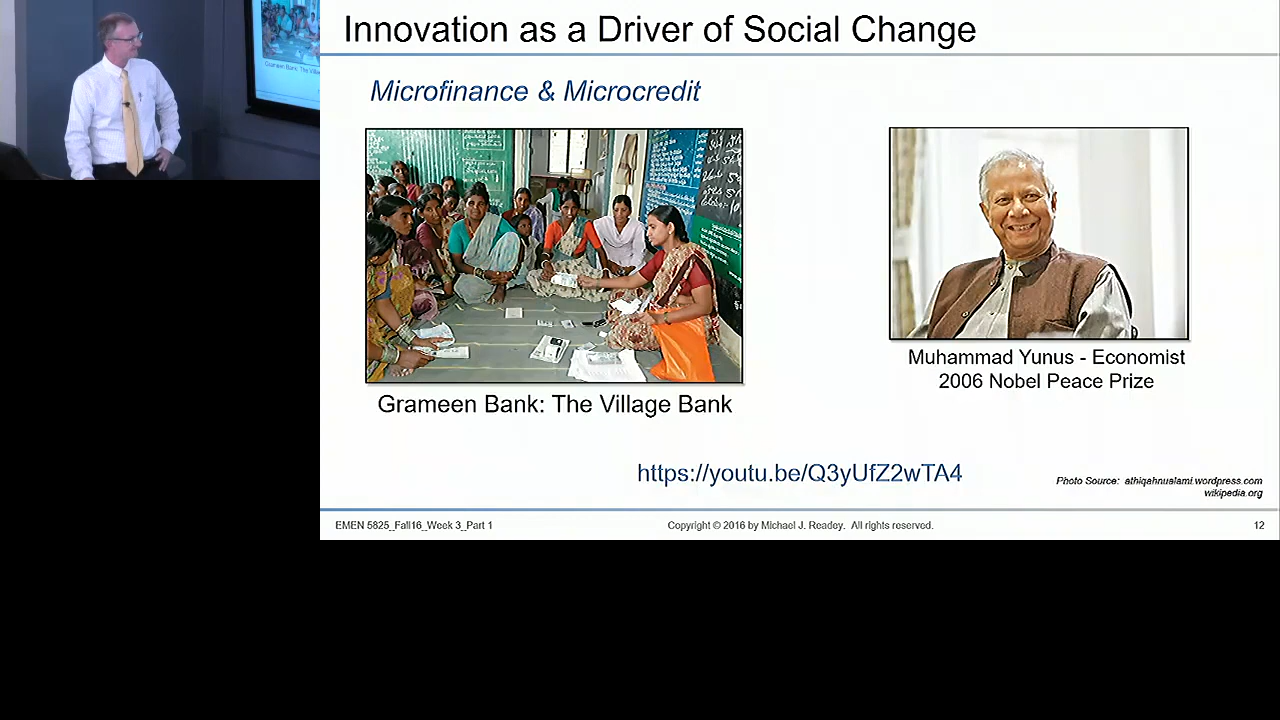 Innovation as a Driver of Social Change
Microfinance & Microcredit
Grameen Bank: The Village Bank
Muhammad Yunus - Economist
2006 Nobel Peace Prize
https://youtu.be/Q3yUfZ2wTA4
Photo Source: athiqahnualami.wordpress.com
wikipedia.org
EMEN 5825_Fall16_Week 3_Part 1
Copyright © 2016 by Michael J. Readey. All rights reserved.
12